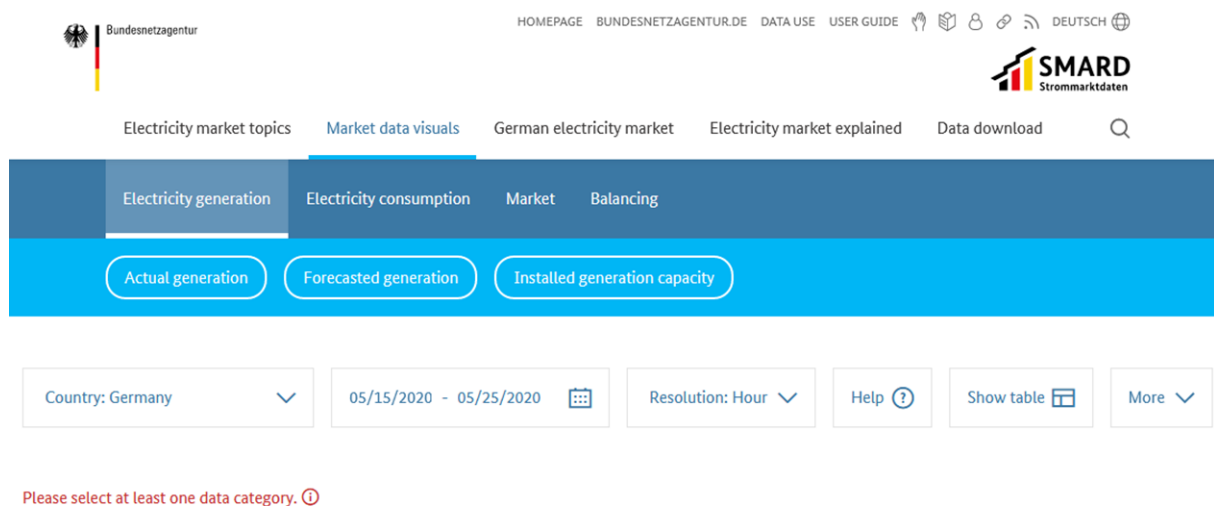 Bundesnetzagentur
HOMEPAGE BUNDESNETZAGENTUR.DE DATA USE USER GUIDE DEUTSCH
SMARD
Strommarktdaten
Electricity market topics Market data visuals German electricity market Electricity market explained Data download
Electricity generation Electricity consumption Market Balancing
Actual generation Forecasted generation Installed generation capacity
Country: Germany 05/15/2020 - 05/25/2020 Resolution: Hour Help ? Show table More
Please select at least one data category.